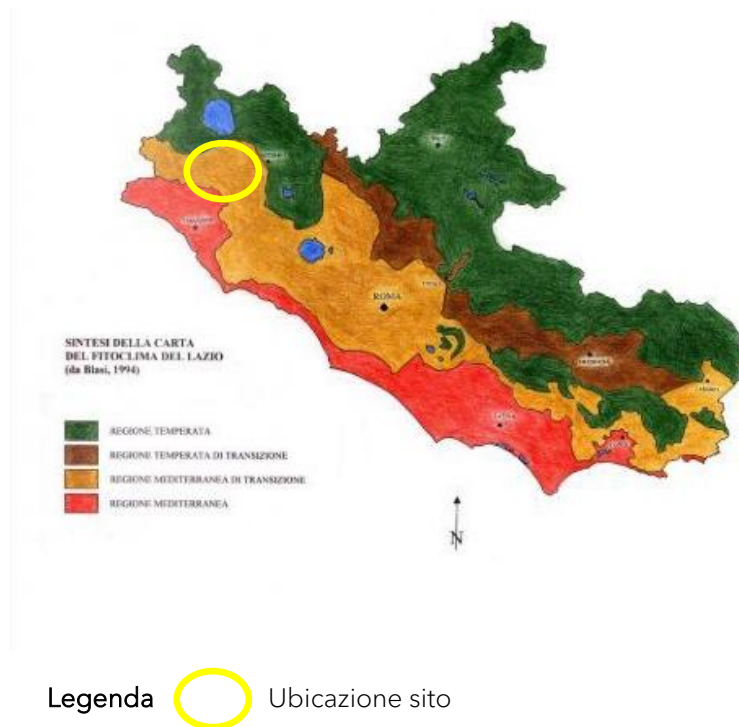 ROMA
SINTESI DELLA CARTA
DEL FITOCLIMA DEL LAZIO
(da Blasi, 1994)
REGIONE TEMPERATA
REGIONE TEMPERATA DI TRANSIZIONE
REGIONE MEDITERRANEA DI TRANSIZIONE
REGIONE MEDITERRANEA
N
Legenda Ubicazione sito